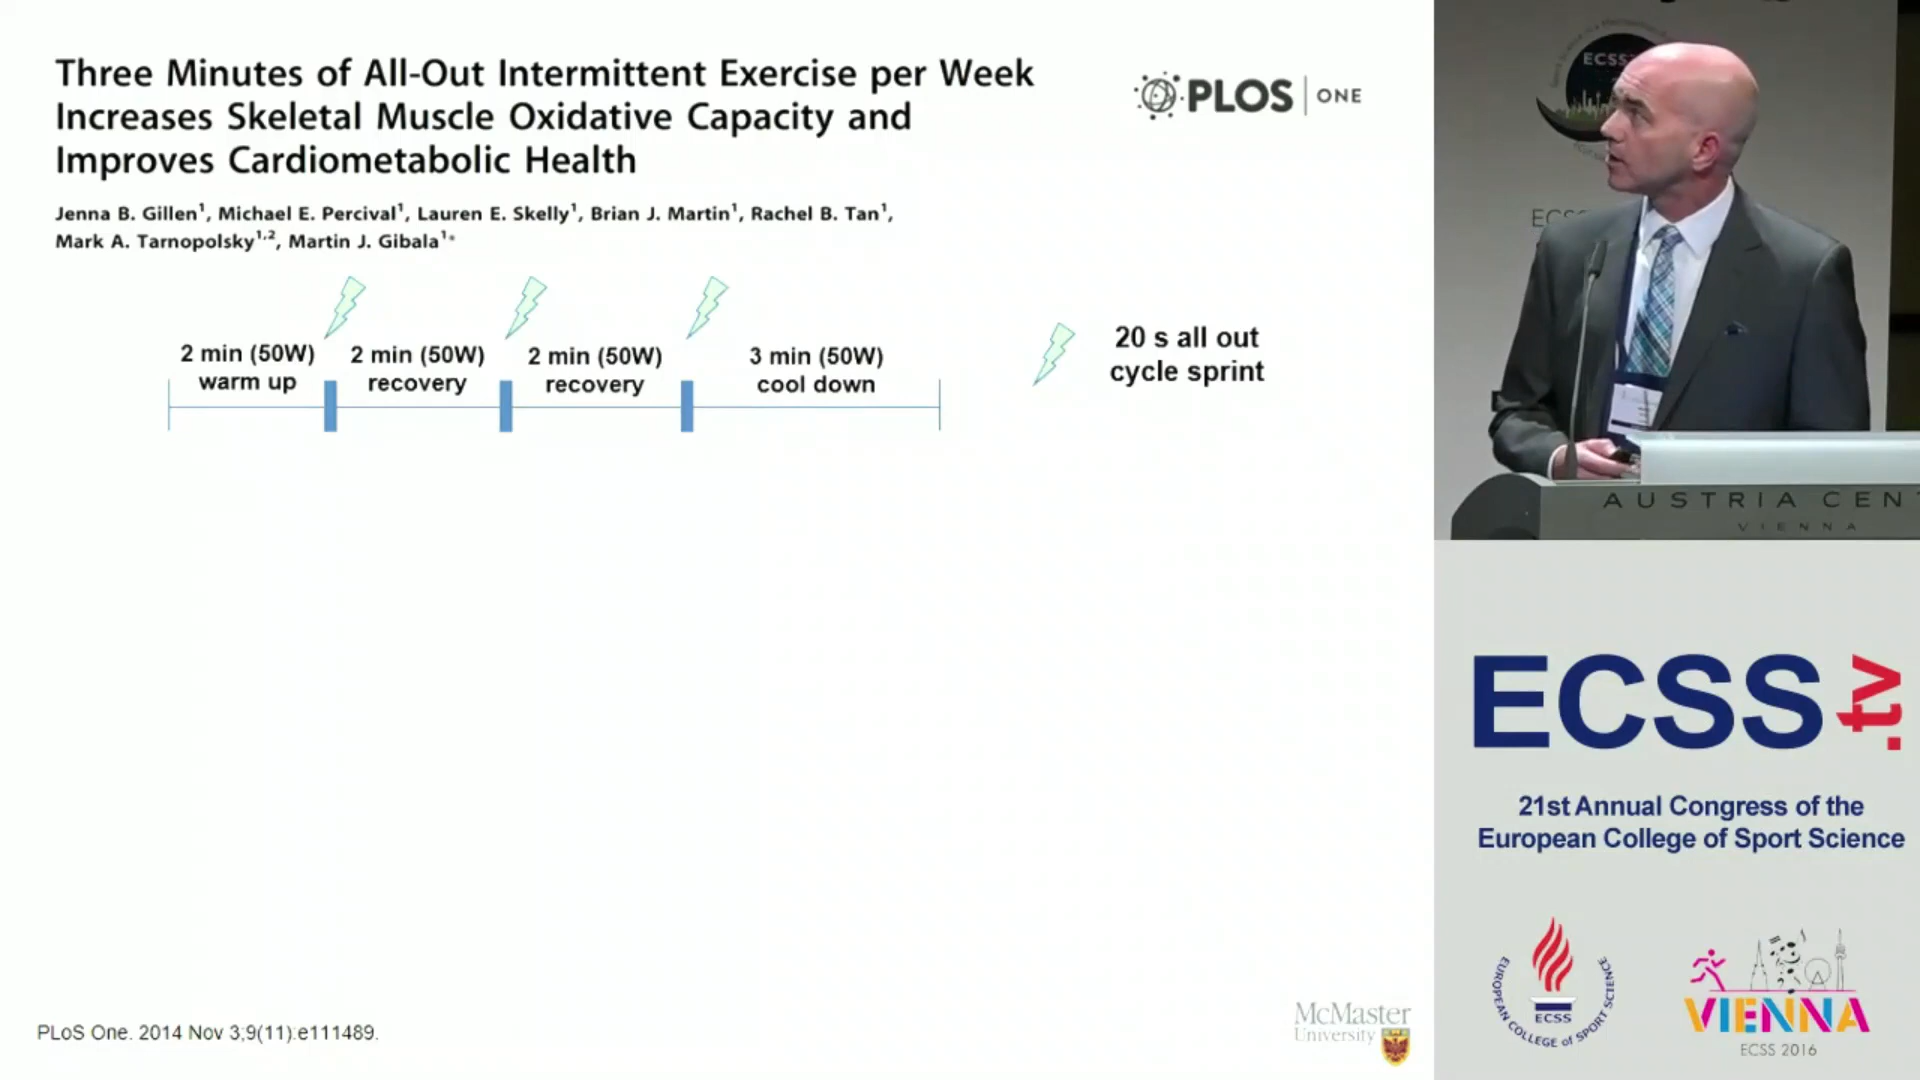 Three Minutes of All-Out Intermittent Exercise per Week
Increases Skeletal Muscle Oxidative Capacity and
Improves Cardiometabolic Health
PLOS | ONE
Jenna B. Gillen1, Michael E. Percival1, Lauren E. Skelly1, Brian J. Martin1, Rachel B. Tan1,
Mark A. Tarnopolsky1,2, Martin J. Gibala1*
2 min (50W)
warm up
2 min (50W)
recovery
2 min (50W)
recovery
3 min (50W)
cool down
20 s all out
cycle sprint
PLoS One. 2014 Nov 3;9(11):e111489.
McMaster
University
ECSS
AUSTRIA CEN
VIENNA
ECSS.tv
21st Annual Congress of the
European College of Sport Science
EUROPEAN COLLEGE of SPORT SCIENCE
ECSS
VIENNA
ECSS 2016